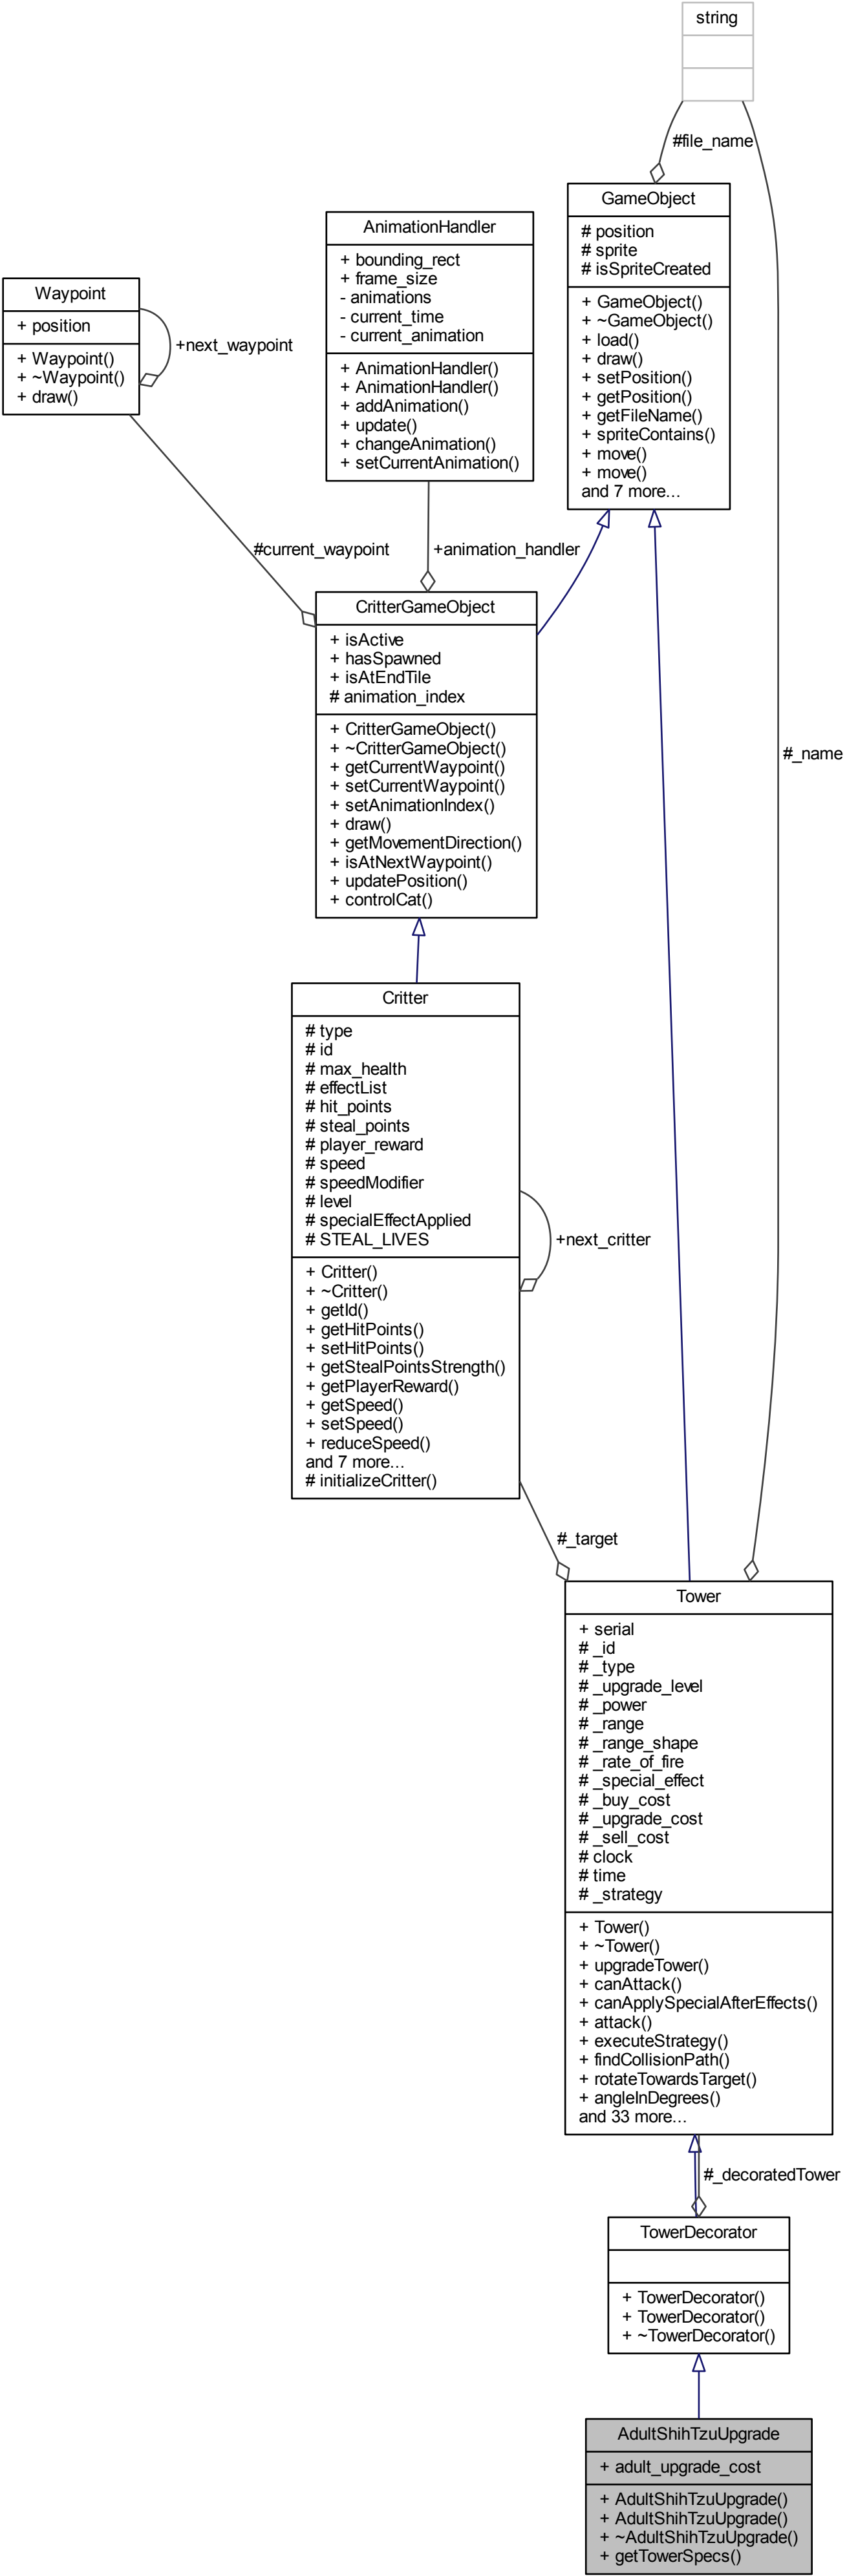 string
#file_name
GameObject
# position
# sprite
# isSpriteCreated
+ GameObject()
+ ~GameObject()
+ load()
+ draw()
+ setPosition()
+ getPosition()
+ getFileName()
+ spriteContains()
+ move()
+ move()
and 7 more...
AnimationHandler
+ bounding_rect
+ frame_size
- animations
- current_time
- current_animation
+ AnimationHandler()
+ AnimationHandler()
+ addAnimation()
+ update()
+ changeAnimation()
+ setCurrentAnimation()
Waypoint
+ position
+ Waypoint()
+ ~Waypoint()
+ draw()
+next_waypoint
#current_waypoint
+animation_handler
CritterGameObject
+ isActive
+ hasSpawned
+ isAtEndTile
# animation_index
+ CritterGameObject()
+ ~CritterGameObject()
+ getCurrentWaypoint()
+ setCurrentWaypoint()
+ setAnimationIndex()
+ draw()
+ getMovementDirection()
+ isAtNextWaypoint()
+ updatePosition()
+ controlCat()
#_name
Critter
# type
# id
# max_health
# effectList
# hit_points
# steal_points
# player_reward
# speed
# speedModifier
# level
# specialEffectApplied
# STEAL_LIVES
+ Critter()
+ ~Critter()
+ getId()
+ getHitPoints()
+ setHitPoints()
+ getStealPointsStrength()
+ getPlayerReward()
+ getSpeed()
+ setSpeed()
+ reduceSpeed()
and 7 more...
# initializeCritter()
+next_critter
#_target
Tower
+ serial
# _id
# _type
# _upgrade_level
# _power
# _range
# _range_shape
# _rate_of_fire
# _special_effect
# _buy_cost
# _upgrade_cost
# _sell_cost
# clock
# time
# _strategy
+ Tower()
+ ~Tower()
+ upgradeTower()
+ canAttack()
+ canApplySpecialAfterEffects()
+ attack()
+ executeStrategy()
+ findCollisionPath()
+ rotateTowardsTarget()
+ angleInDegrees()
and 33 more...
#_decoratedTower
TowerDecorator
+ TowerDecorator()
+ TowerDecorator()
+ ~TowerDecorator()
AdultShihTzuUpgrade
+ adult_upgrade_cost
+ AdultShihTzuUpgrade()
+ AdultShihTzuUpgrade()
+ ~AdultShihTzuUpgrade()
+ getTowerSpecs()